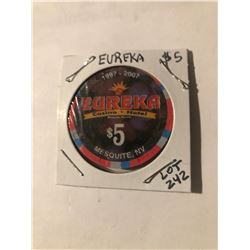 EUREKA $5
1997 - 2007
EUREKA
Casino • Hotel
$5
MESQUITE, NV
LOT
242